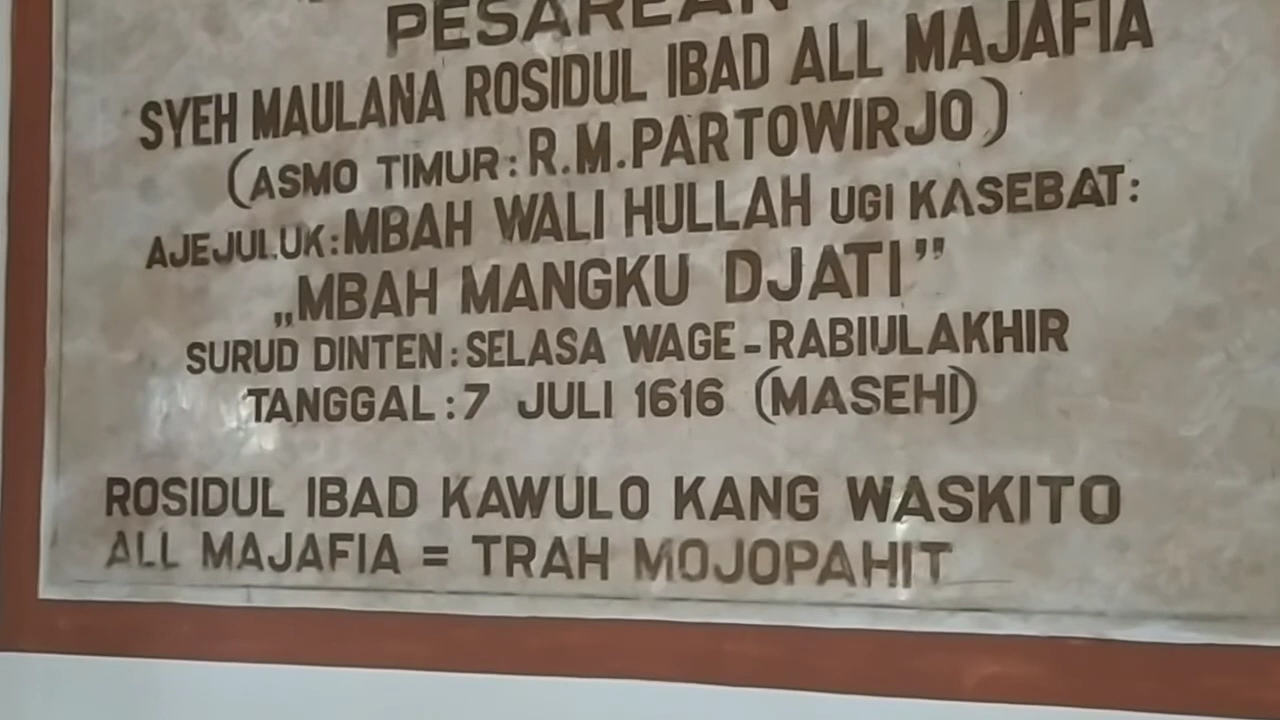 PESAREAN
SYEH MAULANA ROSIDUL IBAD ALL MAJAFIA
(ASMO TIMUR: R.M.PARTOWIRJO)
AJEJULUK: MBAH WALI HULLAH UGI KASEBAT:
„MBAH MANGKU DJATI”
SURUD DINTEN: SELASA WAGE-RABIULAKHIR
TANGGAL: 7 JULI 1616 (MASEHI)
ROSIDUL IBAD KAWULO KANG WASKITO
ALL MAJAFIA = TRAH MOJOPAHIT